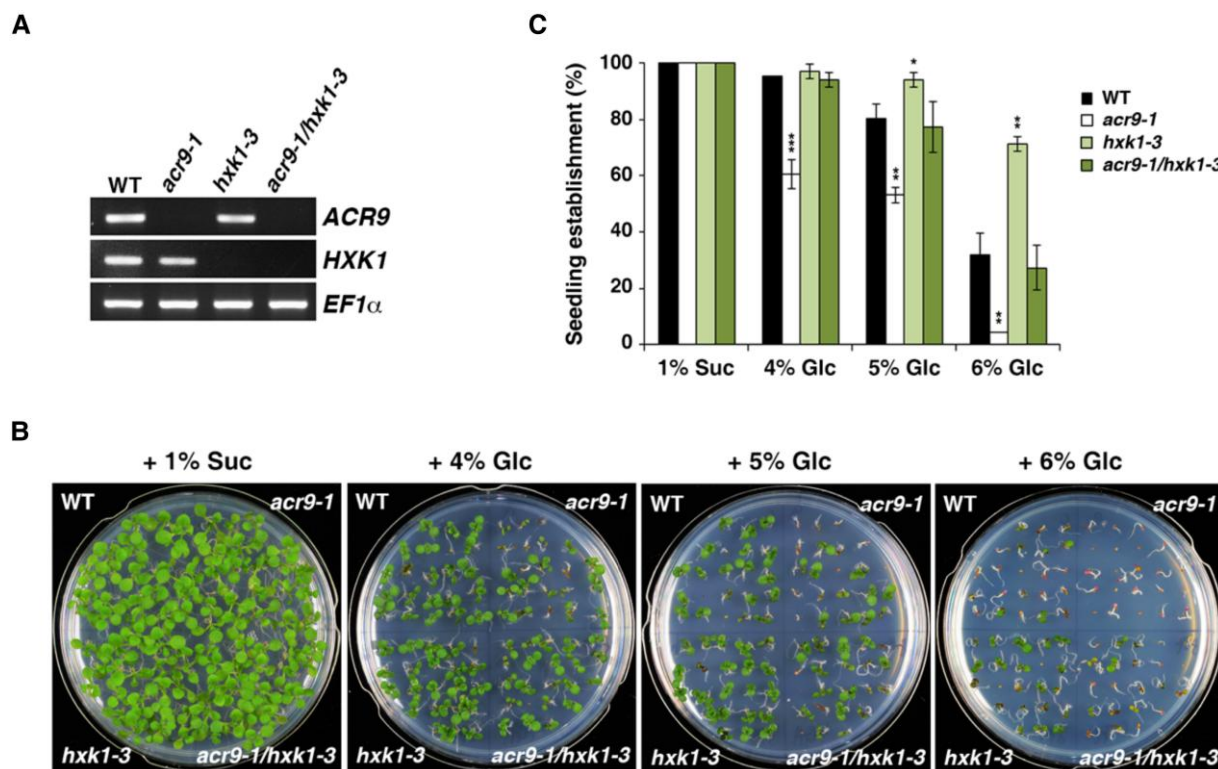 A
WT
acr9-1
hxk1-3
acr9-1/hxk1-3
ACR9
HXK1
EF1α
C
Seedling establishment (%)
100
80
60
40
20
0
***
**
*
**
**
1% Suc
4% Glc
5% Glc
6% Glc
WT
acr9-1
hxk1-3
acr9-1/hxk1-3
B
+ 1% Suc
+ 4% Glc
+ 5% Glc
+ 6% Glc
WT
acr9-1
hxk1-3
acr9-1/hxk1-3
WT
acr9-1
hxk1-3
acr9-1/hxk1-3
WT
acr9-1
hxk1-3
acr9-1/hxk1-3
WT
acr9-1
hxk1-3
acr9-1/hxk1-3